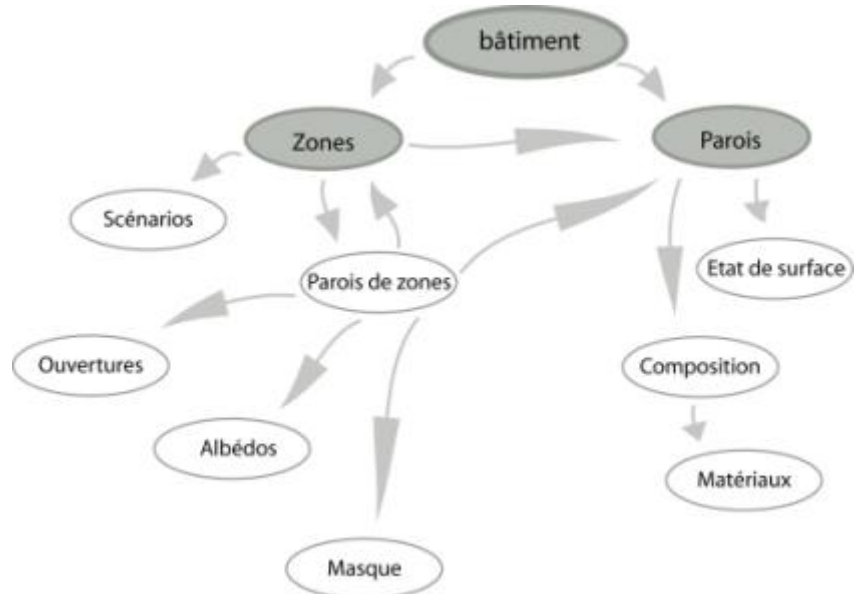 bâtiment
Zones
Parois
Scénarios
Parois de zones
Etat de surface
Ouvertures
Composition
Albédos
Matériaux
Masque